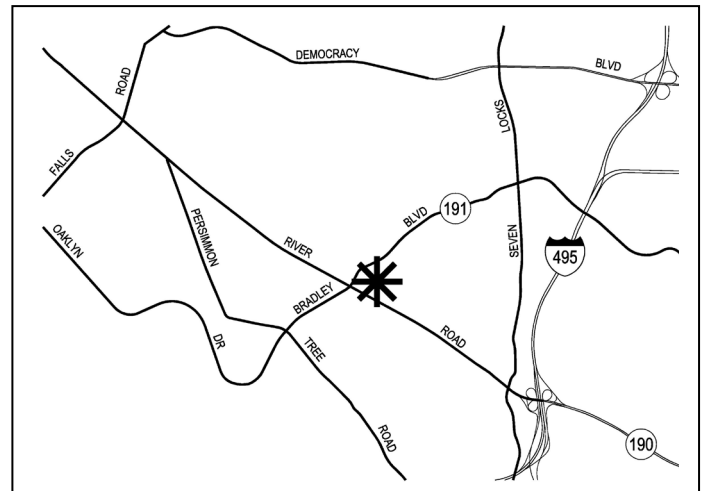 DEMOCRACY
BLVD
ROAD
FALLS
LOCKS
SEVEN
BLVD
191
PERSIMMON
OAKLYN
RIVER
495
BRADLEY
DR
TREE
ROAD
ROAD
190